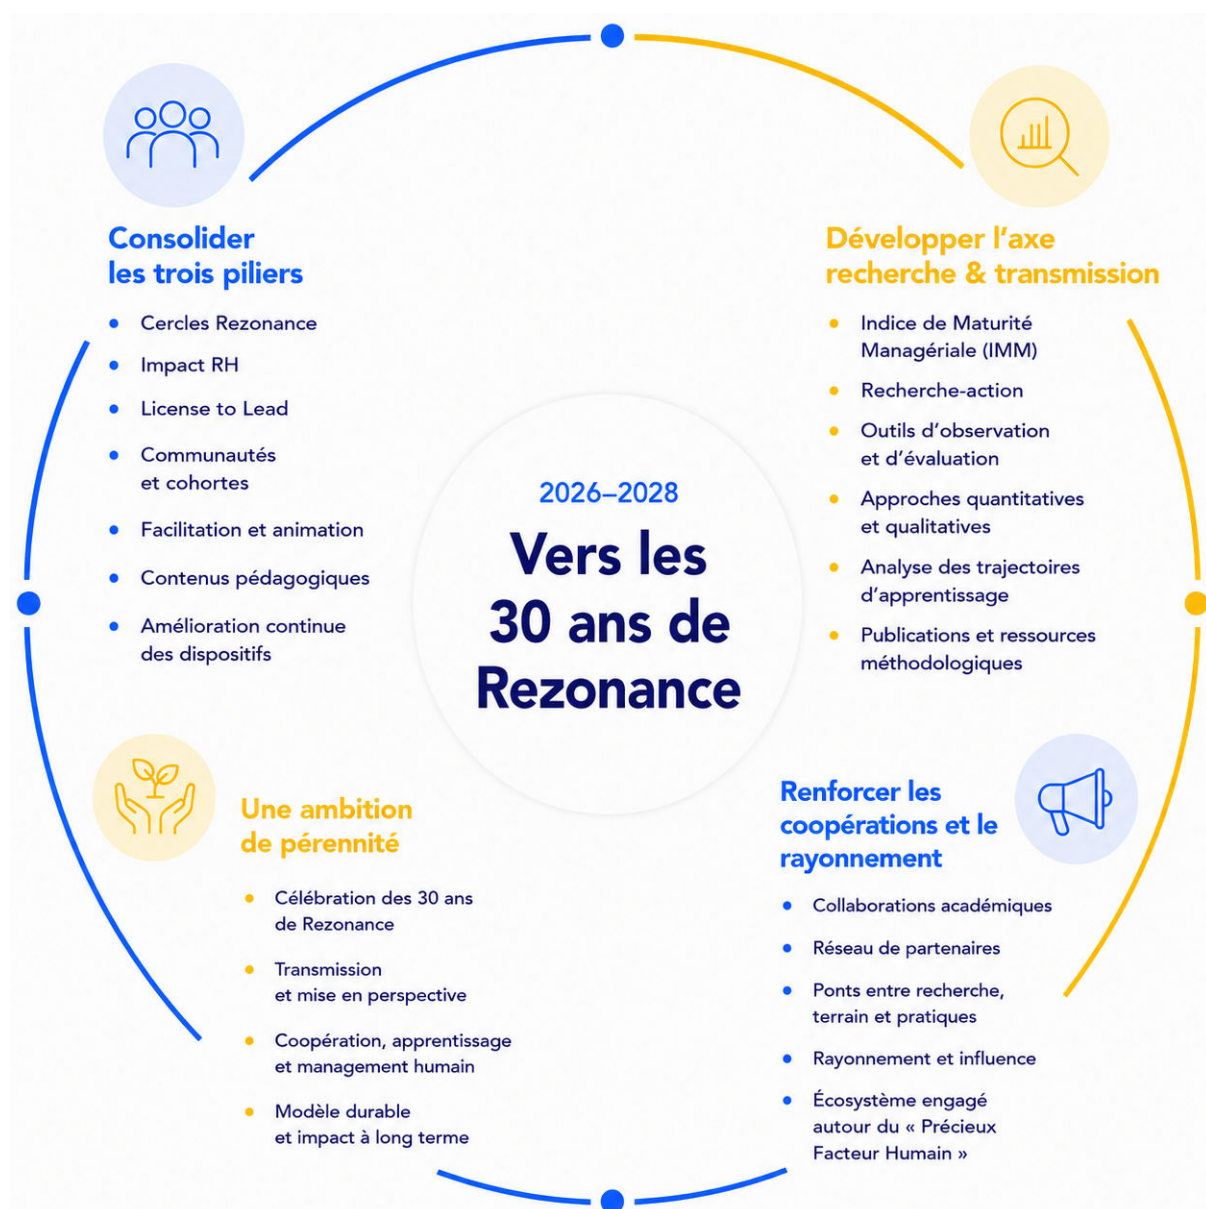 Consolider
les trois piliers
Cercles Rezonance
Impact RH
License to Lead
Communautés
et cohortes
Facilitation et animation
Contenus pédagogiques
Amélioration continue
des dispositifs
Développer l’axe
recherche & transmission
Indice de Maturité
Managériale (IMM)
Recherche-action
Outils d’observation
et d’évaluation
Approches quantitatives
et qualitatives
Analyse des trajectoires
d’apprentissage
Publications et ressources
méthodologiques
2026–2028
Vers les
30 ans de
Rezonance
Une ambition
de pérennité
Célébration des 30 ans
de Rezonance
Transmission
et mise en perspective
Coopération, apprentissage
et management humain
Modèle durable
et impact à long terme
Renforcer les
coopérations et le
rayonnement
Collaborations académiques
Réseau de partenaires
Ponts entre recherche,
terrain et pratiques
Rayonnement et influence
Écosystème engagé
autour du « Précieux
Facteur Humain »